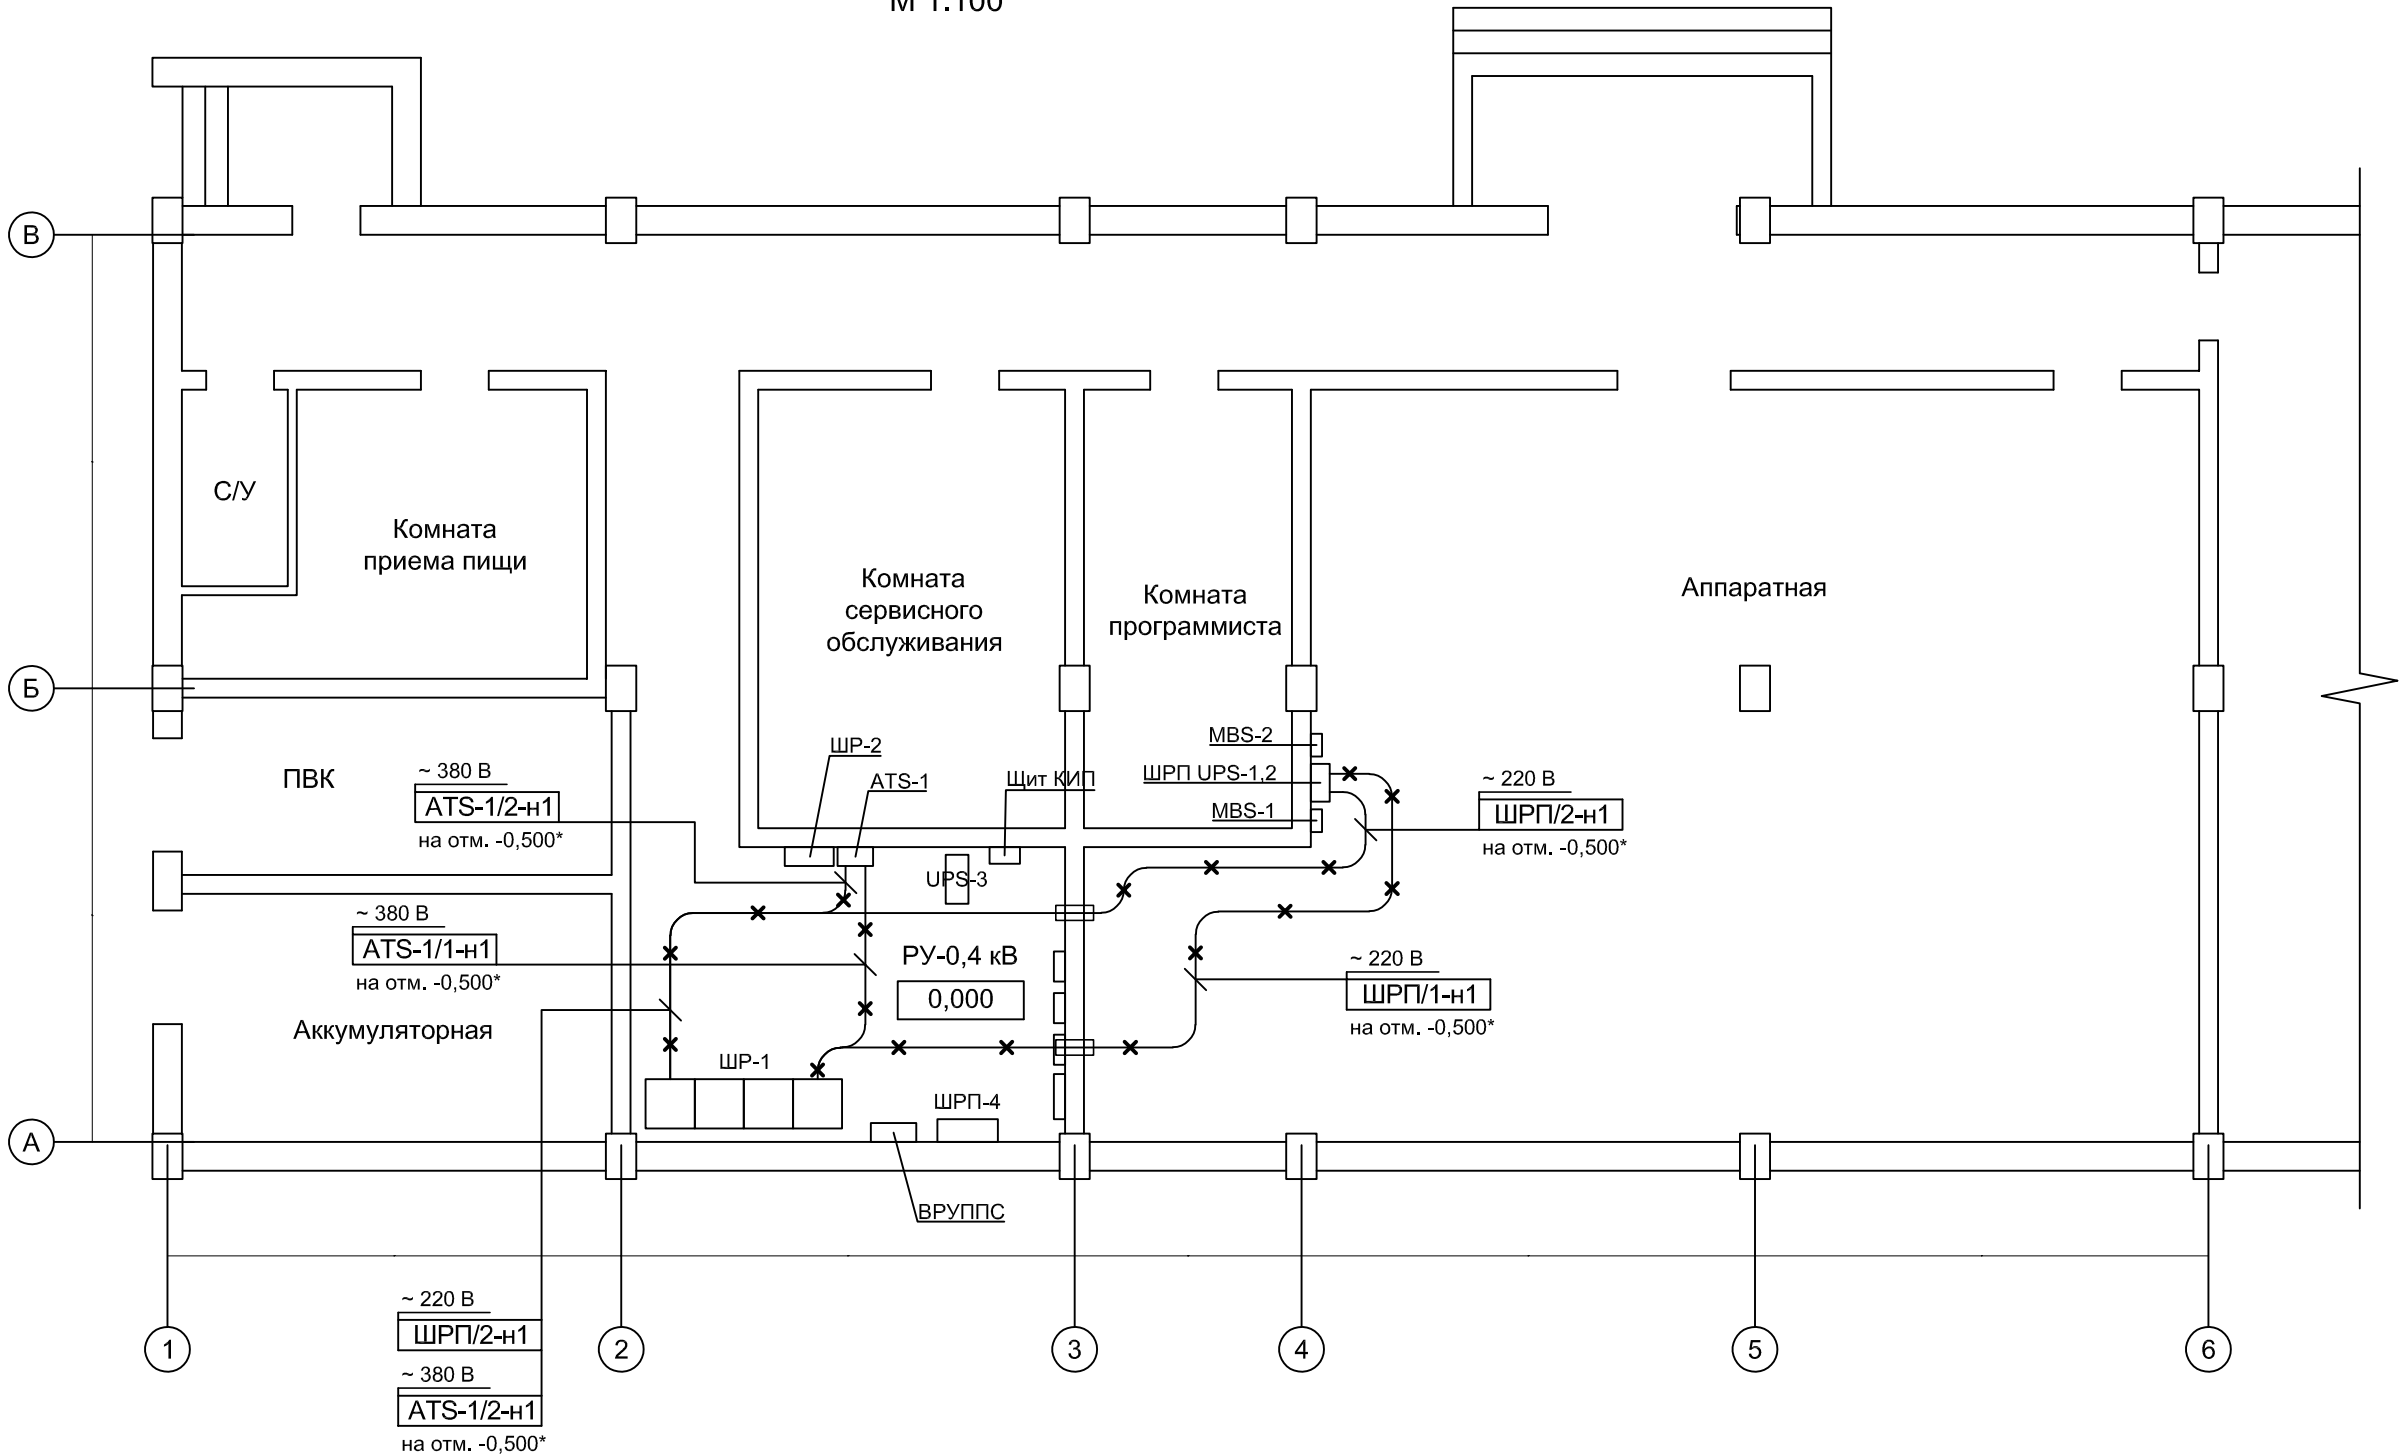 М 1:100
В
С/У
Комната
приема пищи
Комната
сервисного
обслуживания
Комната
программиста
Аппаратная
Б
ПВК
~ 380 В
ATS-1/2-н1
на отм. -0,500*
ШР-2
ATS-1
Щит КИП
MBS-2
ШРП UPS-1,2
MBS-1
~ 220 В
ШРП/2-н1
на отм. -0,500*
UPS-3
~ 380 В
ATS-1/1-н1
на отм. -0,500*
РУ-0,4 кВ
0,000
~ 220 В
ШРП/1-н1
на отм. -0,500*
Аккумуляторная
ШР-1
ШРП-4
А
ВРУППС
~ 220 В
ШРП/2-н1
~ 380 В
ATS-1/2-н1
на отм. -0,500*
1
2
3
4
5
6